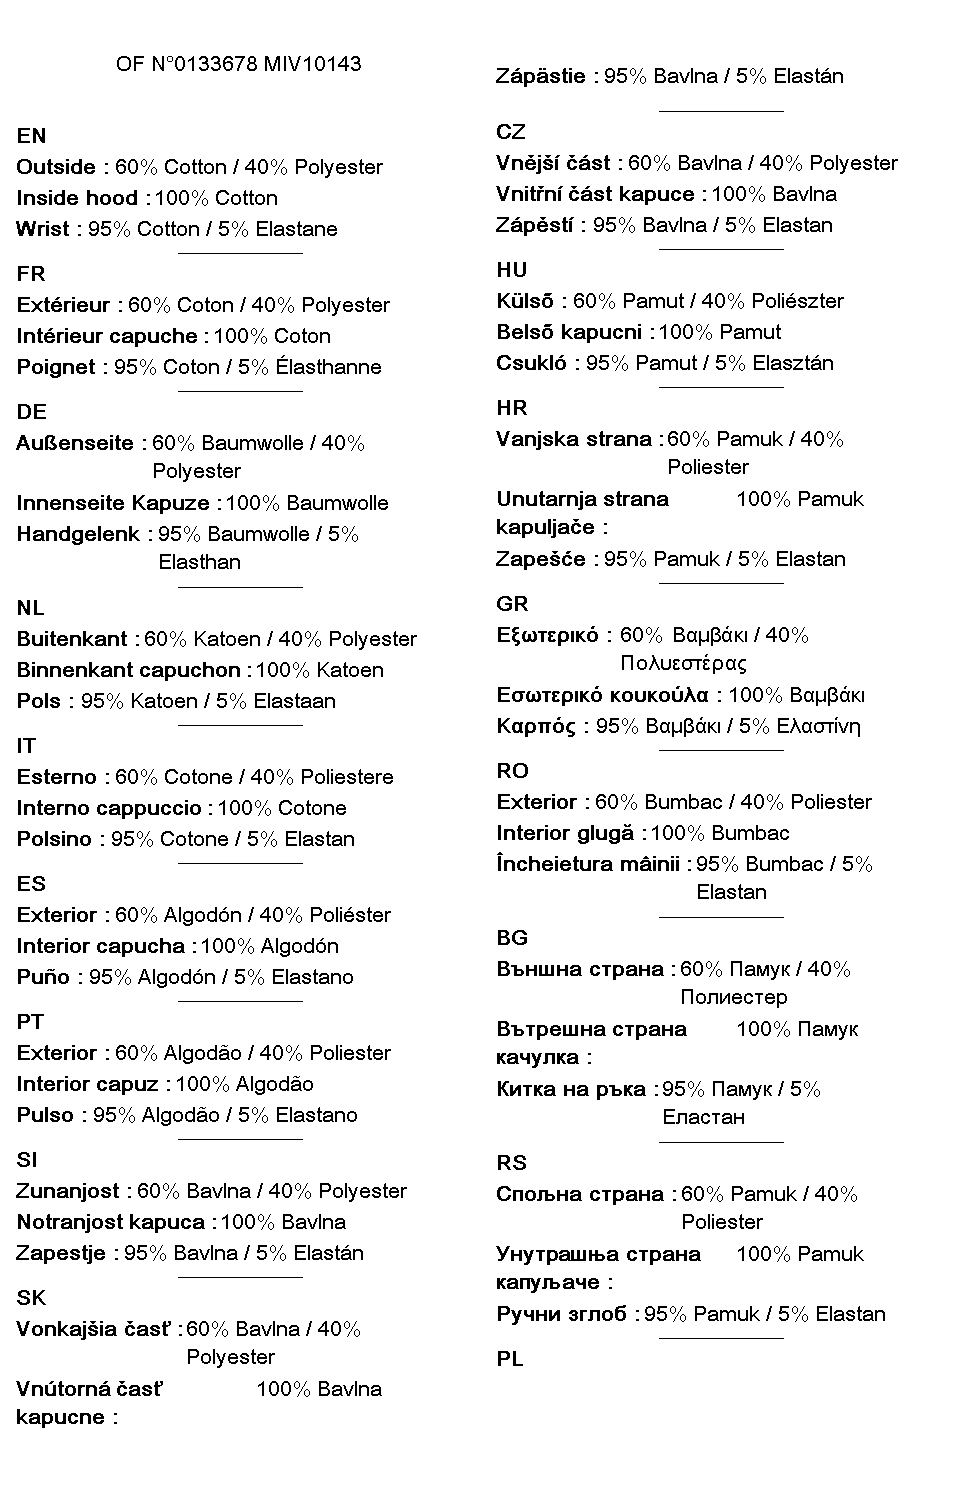 OF N°0133678 MIV10143
EN
Outside : 60% Cotton / 40% Polyester
Inside hood : 100% Cotton
Wrist : 95% Cotton / 5% Elastane
FR
Extérieur : 60% Coton / 40% Polyester
Intérieur capuche : 100% Coton
Poignet : 95% Coton / 5% Élasthanne
DE
Außenseite : 60% Baumwolle / 40%
Polyester
Innenseite Kapuze : 100% Baumwolle
Handgelenk : 95% Baumwolle / 5%
Elasthan
NL
Buitenkant : 60% Katoen / 40% Polyester
Binnenkant capuchon : 100% Katoen
Pols : 95% Katoen / 5% Elastaan
IT
Esterno : 60% Cotone / 40% Poliestere
Interno cappuccio : 100% Cotone
Polsino : 95% Cotone / 5% Elastan
ES
Exterior : 60% Algodón / 40% Poliéster
Interior capucha : 100% Algodón
Puño : 95% Algodón / 5% Elastano
PT
Exterior : 60% Algodão / 40% Poliester
Interior capuz : 100% Algodão
Pulso : 95% Algodão / 5% Elastano
SI
Zunanjost : 60% Bavlna / 40% Polyester
Notranjost kapuca : 100% Bavlna
Zapestje : 95% Bavlna / 5% Elastán
SK
Vonkajšia časť : 60% Bavlna / 40%
Polyester
Vnútorná časť 100% Bavlna
kapucne :
Zápästie : 95% Bavlna / 5% Elastán
CZ
Vnější část : 60% Bavlna / 40% Polyester
Vnitřní část kapuce : 100% Bavlna
Zápěstí : 95% Bavlna / 5% Elastan
HU
Külső : 60% Pamut / 40% Poliészter
Belső kapucni : 100% Pamut
Csukló : 95% Pamut / 5% Elasztán
HR
Vanjska strana : 60% Pamuk / 40%
Poliester
Unutarnja strana 100% Pamuk
kapuljače :
Zapešće : 95% Pamuk / 5% Elastan
GR
Εξωτερικό : 60% Βαμβάκι / 40%
Πολυεστέρας
Εσωτερικό κουκούλα : 100% Βαμβάκι
Καρπός : 95% Βαμβάκι / 5% Ελαστίνη
RO
Exterior : 60% Bumbac / 40% Poliester
Interior glugă : 100% Bumbac
Încheietura mâinii : 95% Bumbac / 5%
Elastan
BG
Външна страна : 60% Памук / 40%
Полиестер
Вътрешна страна 100% Памук
качулка :
Китка на ръка : 95% Памук / 5%
Еластан
RS
Спољна страна : 60% Pamuk / 40%
Poliester
Унутрашња страна 100% Pamuk
капуљаче :
Ручни зглоб : 95% Pamuk / 5% Elastan
PL